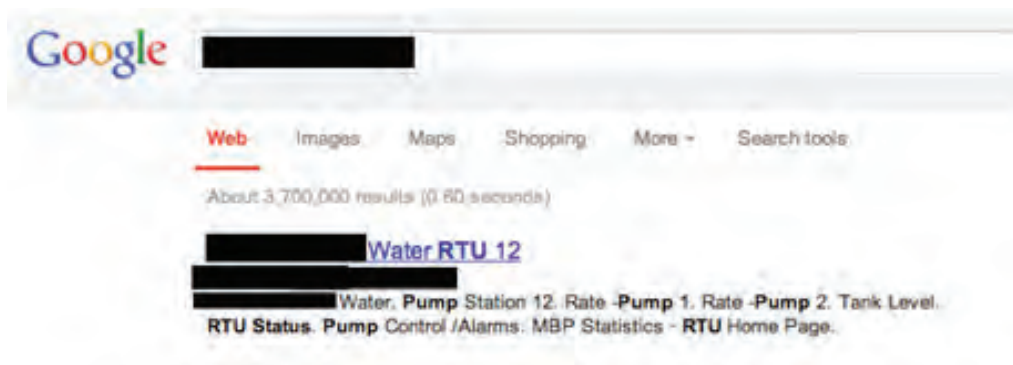 Google
Web Images Maps Shopping More Search tools
About 3,700,000 results (0.60 seconds)
Water RTU 12
Water. Pump Station 12. Rate -Pump 1. Rate -Pump 2. Tank Level.
RTU Status. Pump Control /Alarms. MBP Statistics - RTU Home Page.